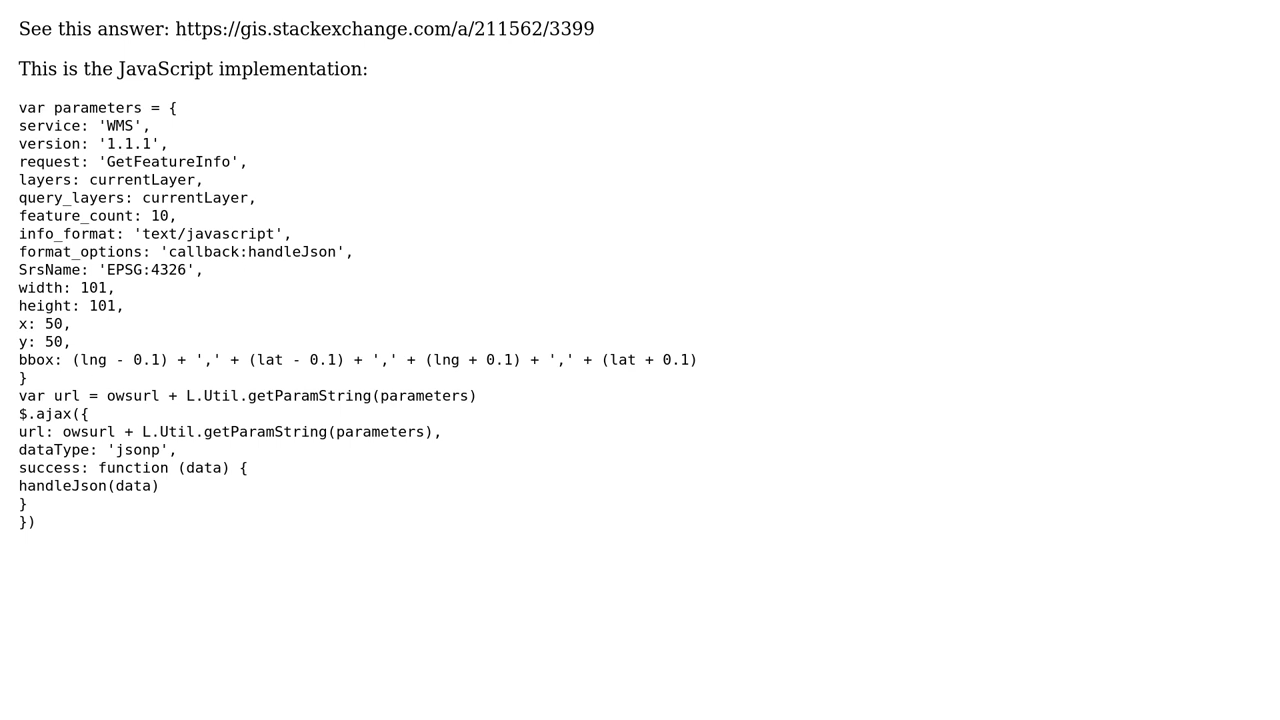 See this answer: https://gis.stackexchange.com/a/211562/3399
This is the JavaScript implementation:
var parameters = {
service: 'WMS',
version: '1.1.1',
request: 'GetFeatureInfo',
layers: currentLayer,
query_layers: currentLayer,
feature_count: 10,
info_format: 'text/javascript',
format_options: 'callback:handleJson',
SrsName: 'EPSG:4326',
width: 101,
height: 101,
x: 50,
y: 50,
bbox: (lng - 0.1) + ',' + (lat - 0.1) + ',' + (lng + 0.1) + ',' + (lat + 0.1)
}
var url = owsurl + L.Util.getParamString(parameters)
$.ajax({
url: owsurl + L.Util.getParamString(parameters),
dataType: 'jsonp',
success: function (data) {
handleJson(data)
}
})